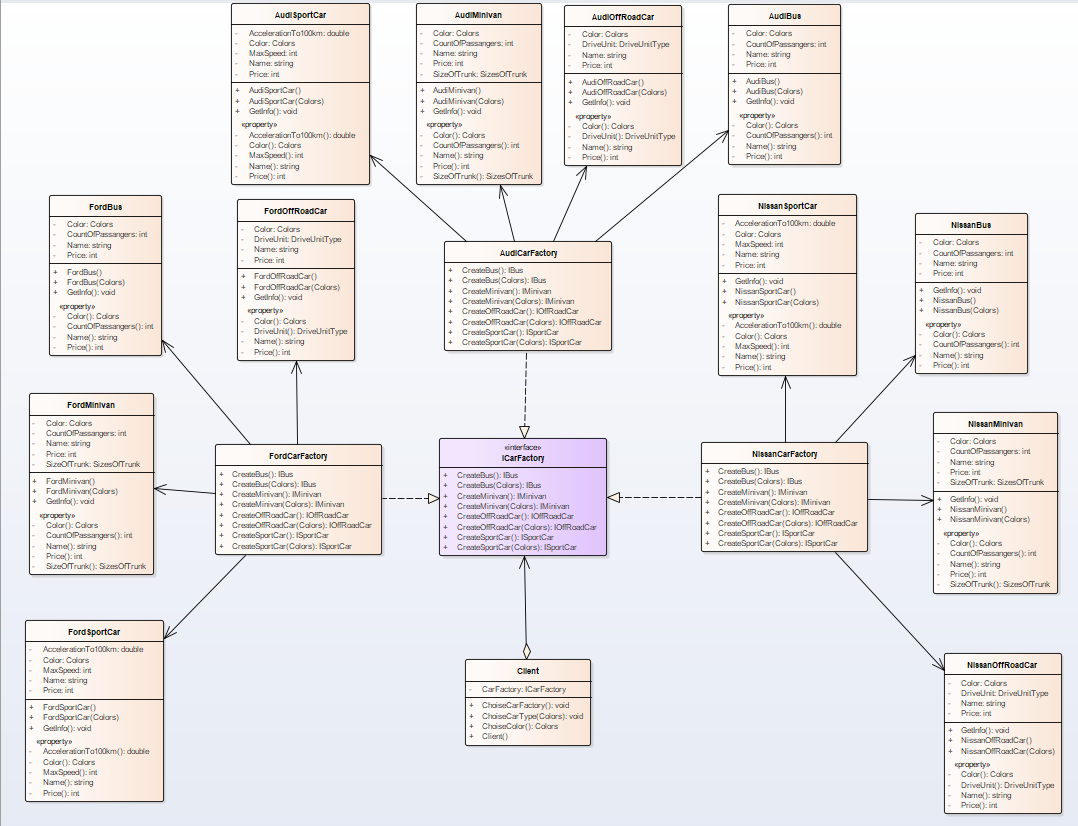 AudiSportCar
- AccelerationTo100km: double
- Color: Colors
- MaxSpeed: int
- Name: string
- Price: int
+ AudiSportCar()
+ AudiSportCar(Colors)
+ GetInfo(): void
«property»
- AccelerationTo100km(): double
- Color(): Colors
- MaxSpeed(): int
- Name(): string
- Price(): int
AudiMinivan
- Color: Colors
- CountOfPassangers: int
- Name: string
- Price: int
- SizeOfTrunk: SizesOfTrunk
+ AudiMinivan()
+ AudiMinivan(Colors)
+ GetInfo(): void
«property»
- Color(): Colors
- CountOfPassangers(): int
- Name(): string
- Price(): int
- SizeOfTrunk(): SizesOfTrunk
AudiOffRoadCar
- Color: Colors
- DriveUnit: DriveUnitType
- Name: string
- Price: int
+ AudiOffRoadCar()
+ AudiOffRoadCar(Colors)
+ GetInfo(): void
«property»
- Color(): Colors
- DriveUnit(): DriveUnitType
- Name(): string
- Price(): int
AudiBus
- Color: Colors
- CountOfPassangers: int
- Name: string
- Price: int
+ AudiBus()
+ AudiBus(Colors)
+ GetInfo(): void
«property»
- Color(): Colors
- CountOfPassangers(): int
- Name(): string
- Price(): int
FordBus
- Color: Colors
- CountOfPassangers: int
- Name: string
- Price: int
+ FordBus()
+ FordBus(Colors)
+ GetInfo(): void
«property»
- Color(): Colors
- CountOfPassangers(): int
- Name(): string
- Price(): int
FordOffRoadCar
- Color: Colors
- DriveUnit: DriveUnitType
- Name: string
- Price: int
+ FordOffRoadCar()
+ FordOffRoadCar(Colors)
+ GetInfo(): void
«property»
- Color(): Colors
- DriveUnit(): DriveUnitType
- Name(): string
- Price(): int
AudiCarFactory
+ CreateBus(): IBus
+ CreateBus(Colors): IBus
+ CreateMinivan(): IMinivan
+ CreateMinivan(Colors): IMinivan
+ CreateOffRoadCar(): IOffRoadCar
+ CreateOffRoadCar(Colors): IOffRoadCar
+ CreateSportCar(): ISportCar
+ CreateSportCar(Colors): ISportCar
NissanSportCar
- AccelerationTo100km: double
- Color: Colors
- MaxSpeed: int
- Name: string
- Price: int
+ GetInfo(): void
+ NissanSportCar()
+ NissanSportCar(Colors)
«property»
- AccelerationTo100km(): double
- Color(): Colors
- MaxSpeed(): int
- Name(): string
- Price(): int
NissanBus
- Color: Colors
- CountOfPassangers: int
- Name: string
- Price: int
+ GetInfo(): void
+ NissanBus()
+ NissanBus(Colors)
«property»
- Color(): Colors
- CountOfPassangers(): int
- Name(): string
- Price(): int
FordMinivan
- Color: Colors
- CountOfPassangers: int
- Name: string
- Price: int
- SizeOfTrunk: SizesOfTrunk
+ FordMinivan()
+ FordMinivan(Colors)
+ GetInfo(): void
«property»
- Color(): Colors
- CountOfPassangers(): int
- Name(): string
- Price(): int
- SizeOfTrunk(): SizesOfTrunk
FordCarFactory
+ CreateBus(): IBus
+ CreateBus(Colors): IBus
+ CreateMinivan(): IMinivan
+ CreateMinivan(Colors): IMinivan
+ CreateOffRoadCar(): IOffRoadCar
+ CreateOffRoadCar(Colors): IOffRoadCar
+ CreateSportCar(): ISportCar
+ CreateSportCar(Colors): ISportCar
«interface»
ICarFactory
+ CreateBus(): IBus
+ CreateBus(Colors): IBus
+ CreateMinivan(): IMinivan
+ CreateMinivan(Colors): IMinivan
+ CreateOffRoadCar(): IOffRoadCar
+ CreateOffRoadCar(Colors): IOffRoadCar
+ CreateSportCar(): ISportCar
+ CreateSportCar(Colors): ISportCar
NissanCarFactory
+ CreateBus(): IBus
+ CreateBus(Colors): IBus
+ CreateMinivan(): IMinivan
+ CreateMinivan(Colors): IMinivan
+ CreateOffRoadCar(): IOffRoadCar
+ CreateOffRoadCar(Colors): IOffRoadCar
+ CreateSportCar(): ISportCar
+ CreateSportCar(Colors): ISportCar
NissanMinivan
- Color: Colors
- CountOfPassangers: int
- Name: string
- Price: int
- SizeOfTrunk: SizesOfTrunk
+ GetInfo(): void
+ NissanMinivan()
+ NissanMinivan(Colors)
«property»
- Color(): Colors
- CountOfPassangers(): int
- Name(): string
- Price(): int
- SizeOfTrunk(): SizesOfTrunk
FordSportCar
- AccelerationTo100km: double
- Color: Colors
- MaxSpeed: int
- Name: string
- Price: int
+ FordSportCar()
+ FordSportCar(Colors)
+ GetInfo(): void
«property»
- AccelerationTo100km(): double
- Color(): Colors
- MaxSpeed(): int
- Name(): string
- Price(): int
Client
- CarFactory: ICarFactory
+ ChoiseCarFactory(): void
+ ChoiseCarType(Colors): void
+ ChoiseColor(): Colors
+ Client()
NissanOffRoadCar
- Color: Colors
- DriveUnit: DriveUnitType
- Name: string
- Price: int
+ GetInfo(): void
+ NissanOffRoadCar()
+ NissanOffRoadCar(Colors)
«property»
- Color(): Colors
- DriveUnit(): DriveUnitType
- Name(): string
- Price(): int